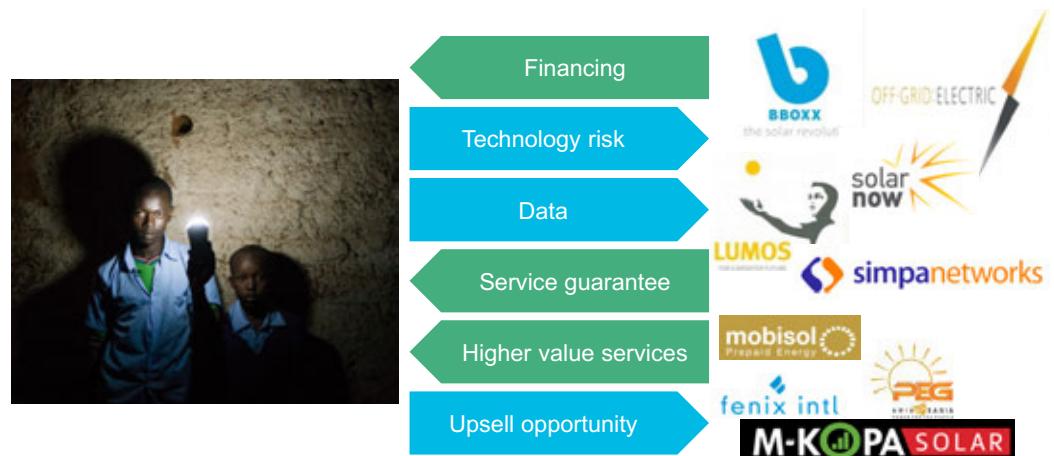 Financing
Technology risk
Data
Service guarantee
Higher value services
Upsell opportunity
b
BBOXX
the solar revoluti
OFF-GRID:ELECTRIC
solar
now
LUMOS
simpanetworks
mobisol
Prepaid Energy
PEG
fenix intl
M-KOPA SOLAR